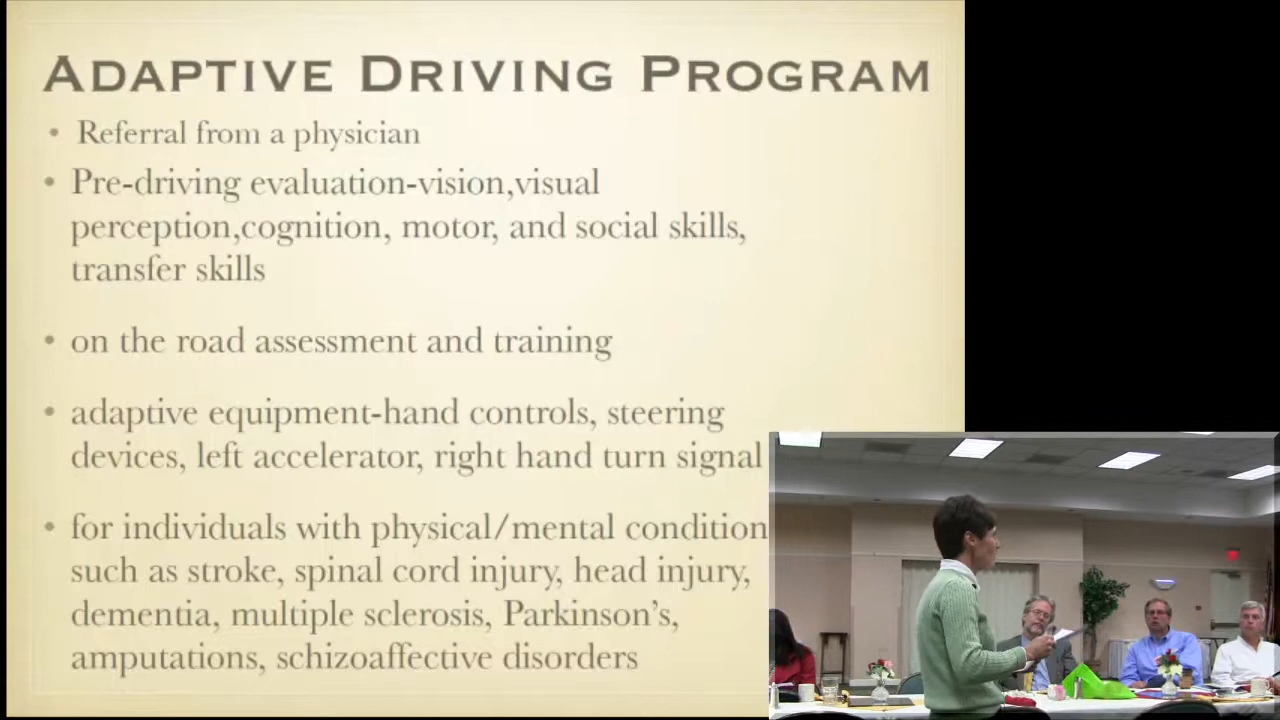 ADAPTIVE DRIVING PROGRAM
• Referral from a physician
• Pre-driving evaluation-vision,visual
perception,cognition, motor, and social skills,
transfer skills
• on the road assessment and training
• adaptive equipment-hand controls, steering
devices, left accelerator, right hand turn signal
• for individuals with physical/mental condition
such as stroke, spinal cord injury, head injury,
dementia, multiple sclerosis, Parkinson's,
amputations, schizoaffective disorders